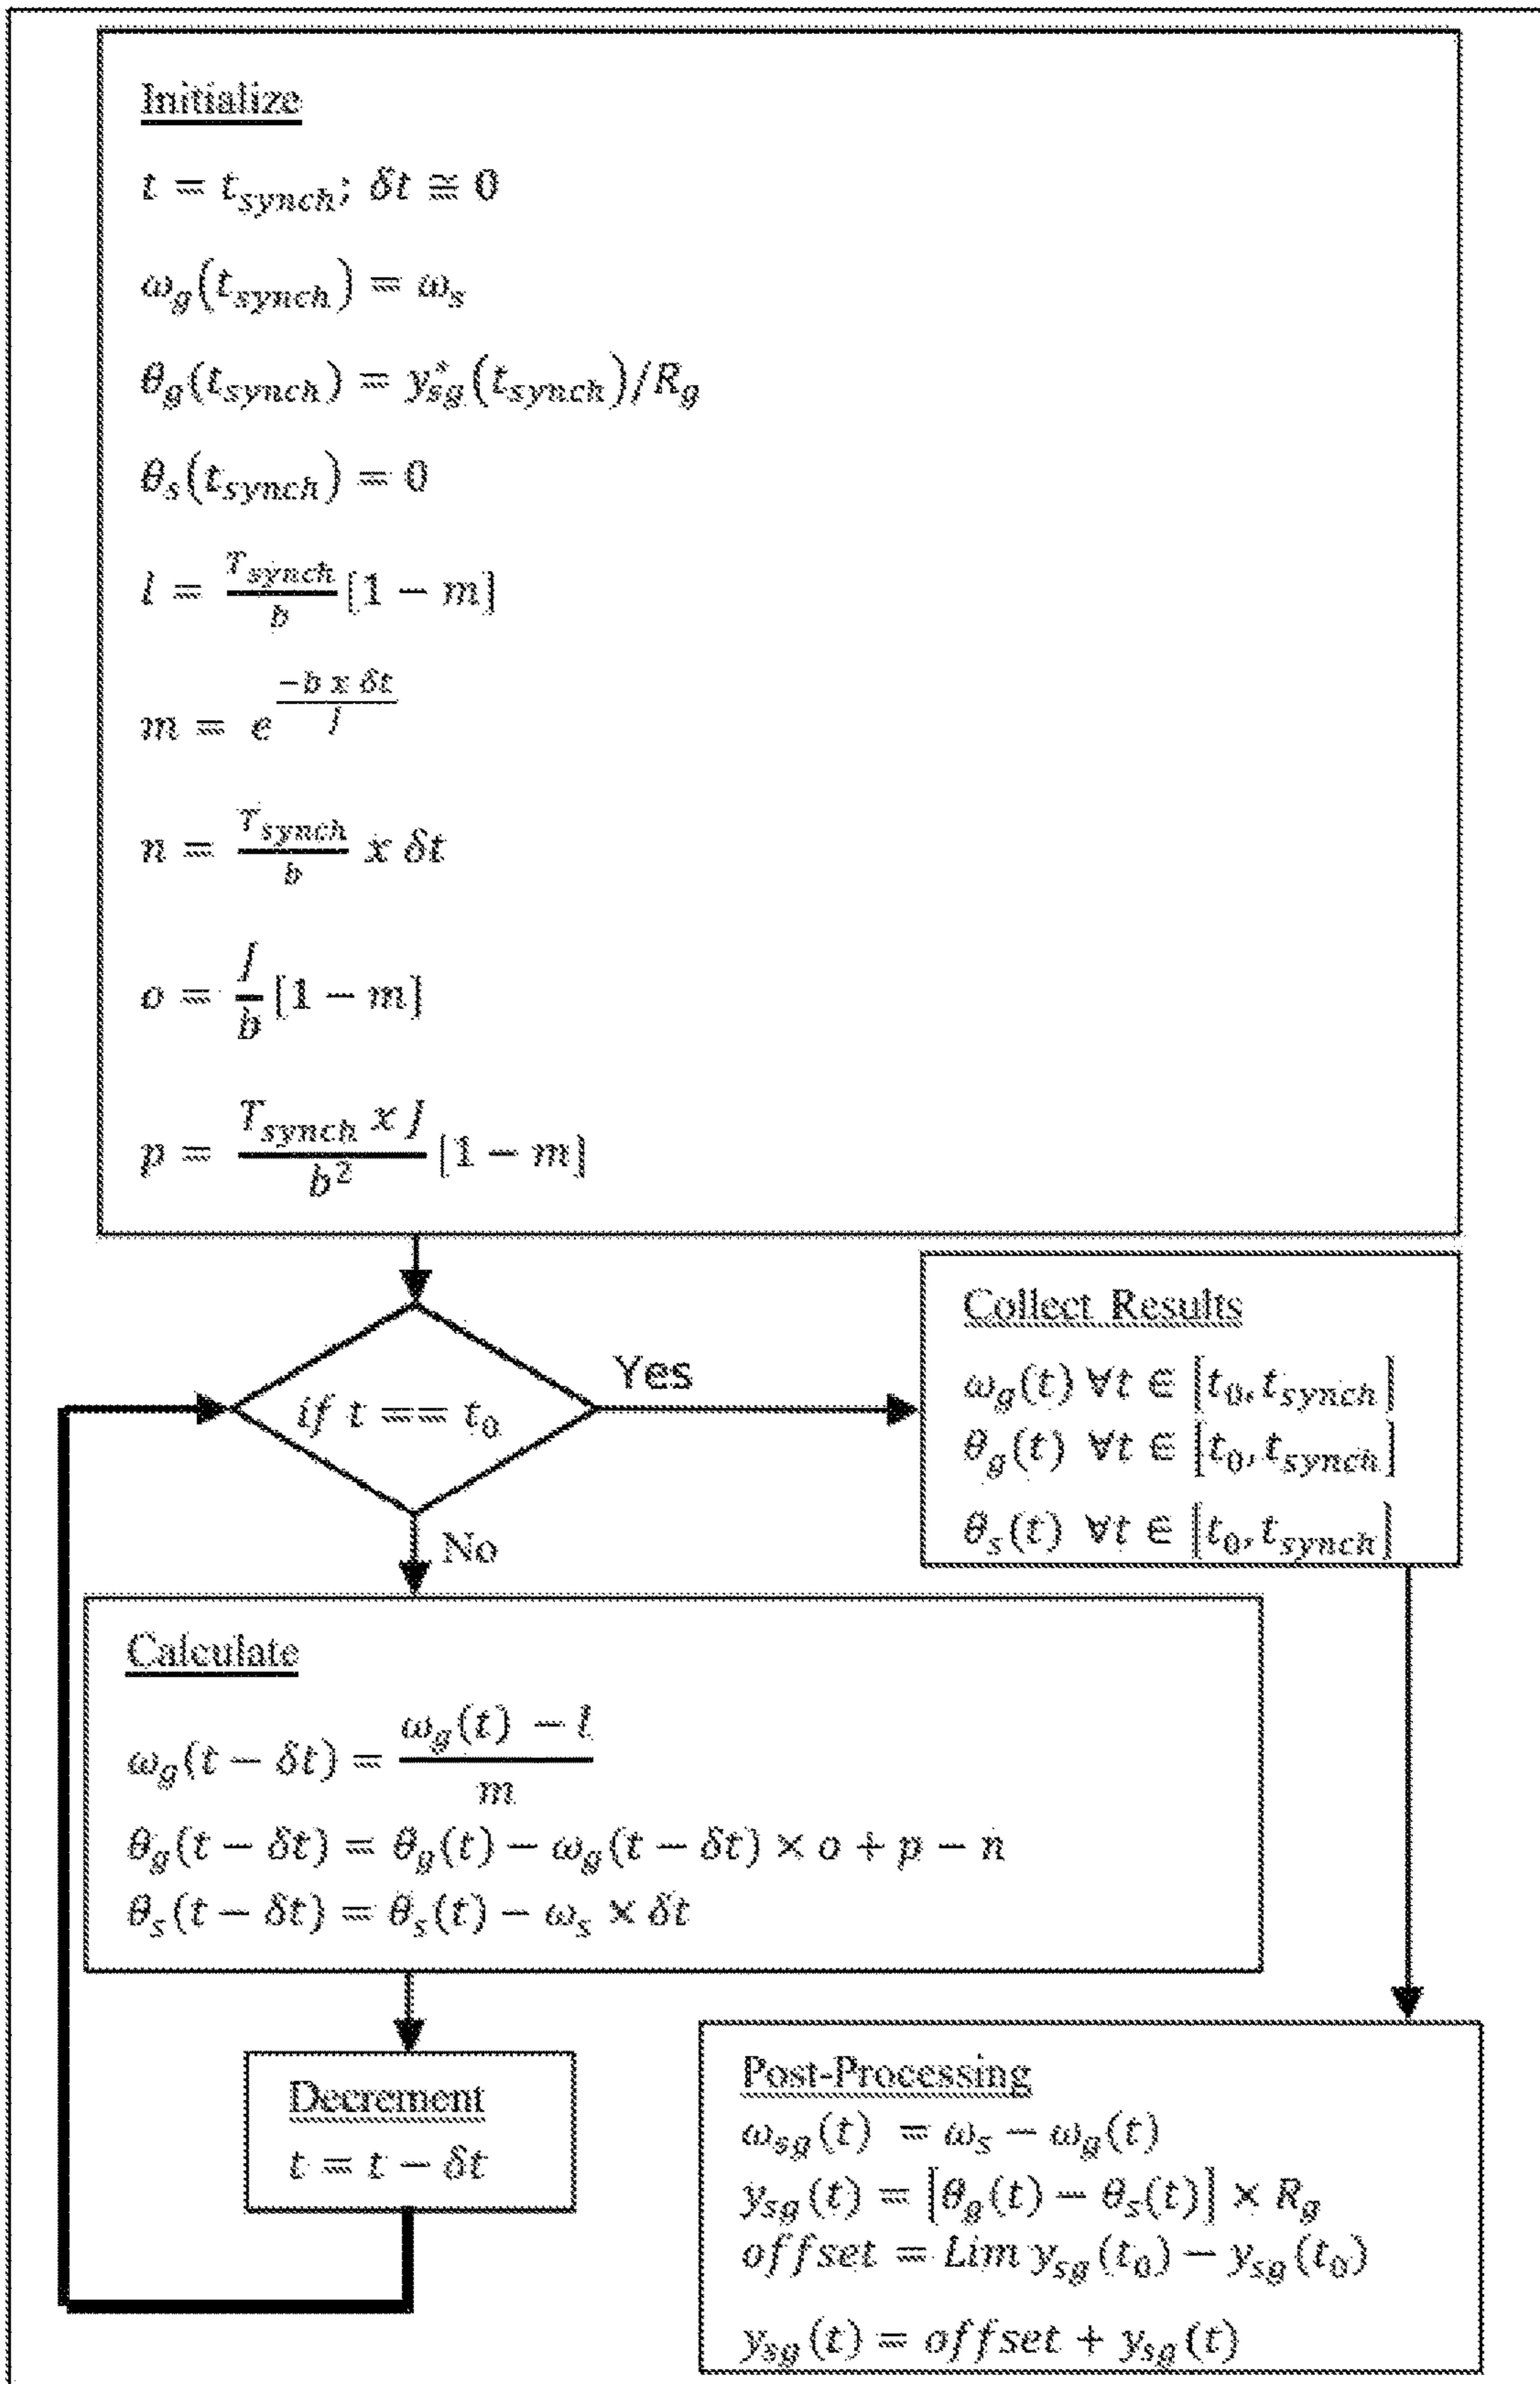 Initialize
t = t_synch; δt ≅ 0
ω_g(t_synch) = ω_s
θ_g(t_synch) = y*_sg(t_synch)/R_g
θ_s(t_synch) = 0
l = T_synch/b [1 − m]
m = e^(−b x δt / J)
n = T_synch/b x δt
o = J/b [1 − m]
p = T_synch x J / b² [1 − m]
if t == t_0
Yes
No
Collect Results
ω_g(t) ∀t ∈ [t_0, t_synch]
θ_g(t) ∀t ∈ [t_0, t_synch]
θ_s(t) ∀t ∈ [t_0, t_synch]
Calculate
ω_g(t − δt) = (ω_g(t) − l)/m
θ_g(t − δt) = θ_g(t) − ω_g(t − δt) × o + p − n
θ_s(t − δt) = θ_s(t) − ω_s × δt
Decrement
t = t − δt
Post-Processing
ω_sg(t) = ω_s − ω_g(t)
y_sg(t) = [θ_g(t) − θ_s(t)] × R_g
offset = Lim y_sg(t_0) − y_sg(t_0)
y_sg(t) = offset + y_sg(t)